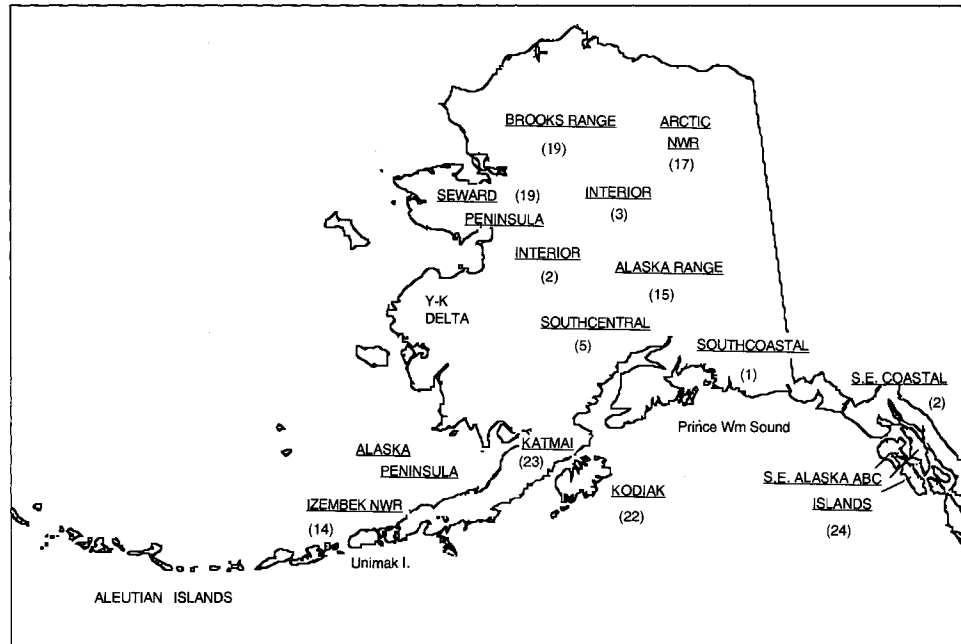 BROOKS RANGE
(19)
ARCTIC
NWR
(17)
SEWARD (19)
PENINSULA
INTERIOR
(3)
INTERIOR
(2)
ALASKA RANGE
(15)
Y-K
DELTA
SOUTHCENTRAL
(5)
SOUTHCOASTAL
(1)
S.E. COASTAL
(2)
Prince Wm Sound
ALASKA
PENINSULA
KATMAI
(23)
S.E. ALASKA ABC
ISLANDS
(24)
KODIAK
(22)
IZEMBEK NWR
(14)
Unimak I.
ALEUTIAN ISLANDS